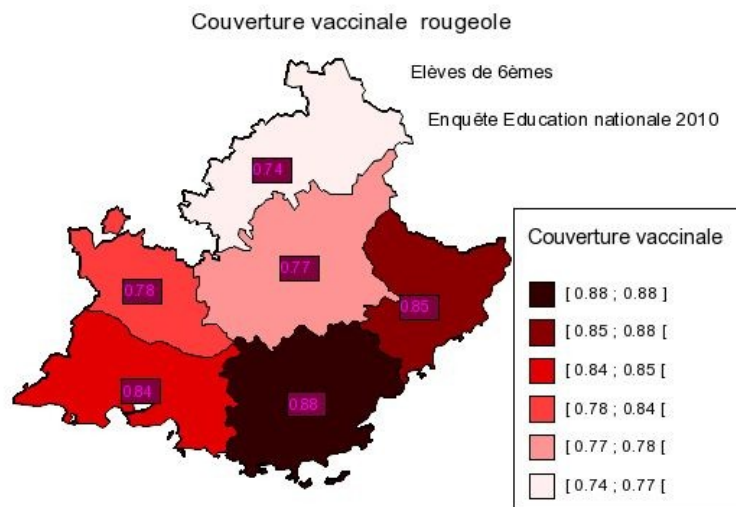 Couverture vaccinale rougeole
Elèves de 6èmes
Enquête Education nationale 2010
0.74
0.77
0.78
0.85
0.84
0.88
Couverture vaccinale
[ 0.88 ; 0.88 ]
[ 0.85 ; 0.88 [
[ 0.84 ; 0.85 [
[ 0.78 ; 0.84 [
[ 0.77 ; 0.78 [
[ 0.74 ; 0.77 [